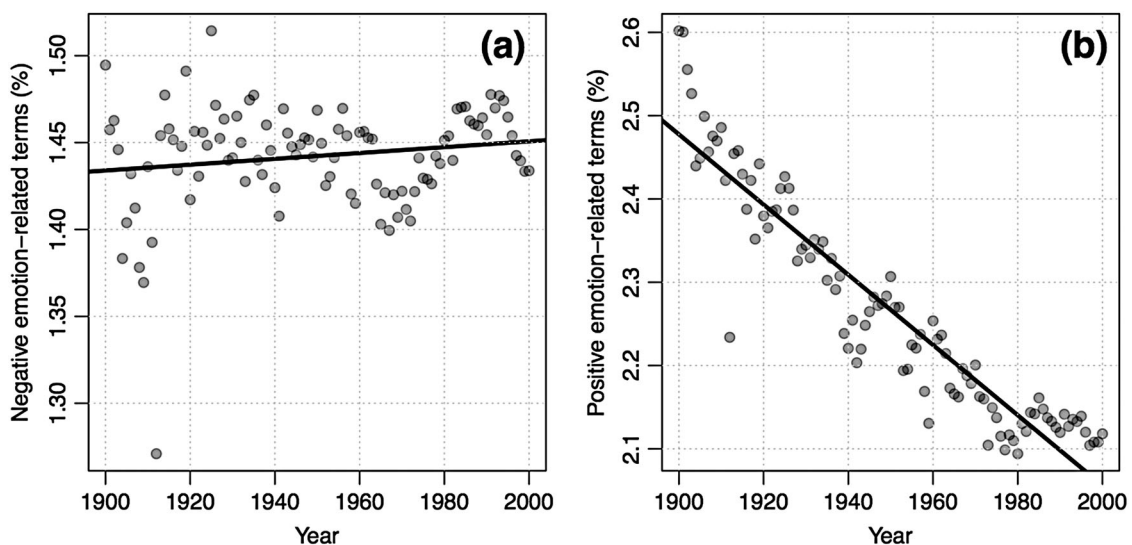 (a)
Negative emotion−related terms (%)
1.50
1.45
1.40
1.35
1.30
1900 1920 1940 1960 1980 2000
Year
(b)
Positive emotion−related terms (%)
2.6
2.5
2.4
2.3
2.2
2.1
1900 1920 1940 1960 1980 2000
Year